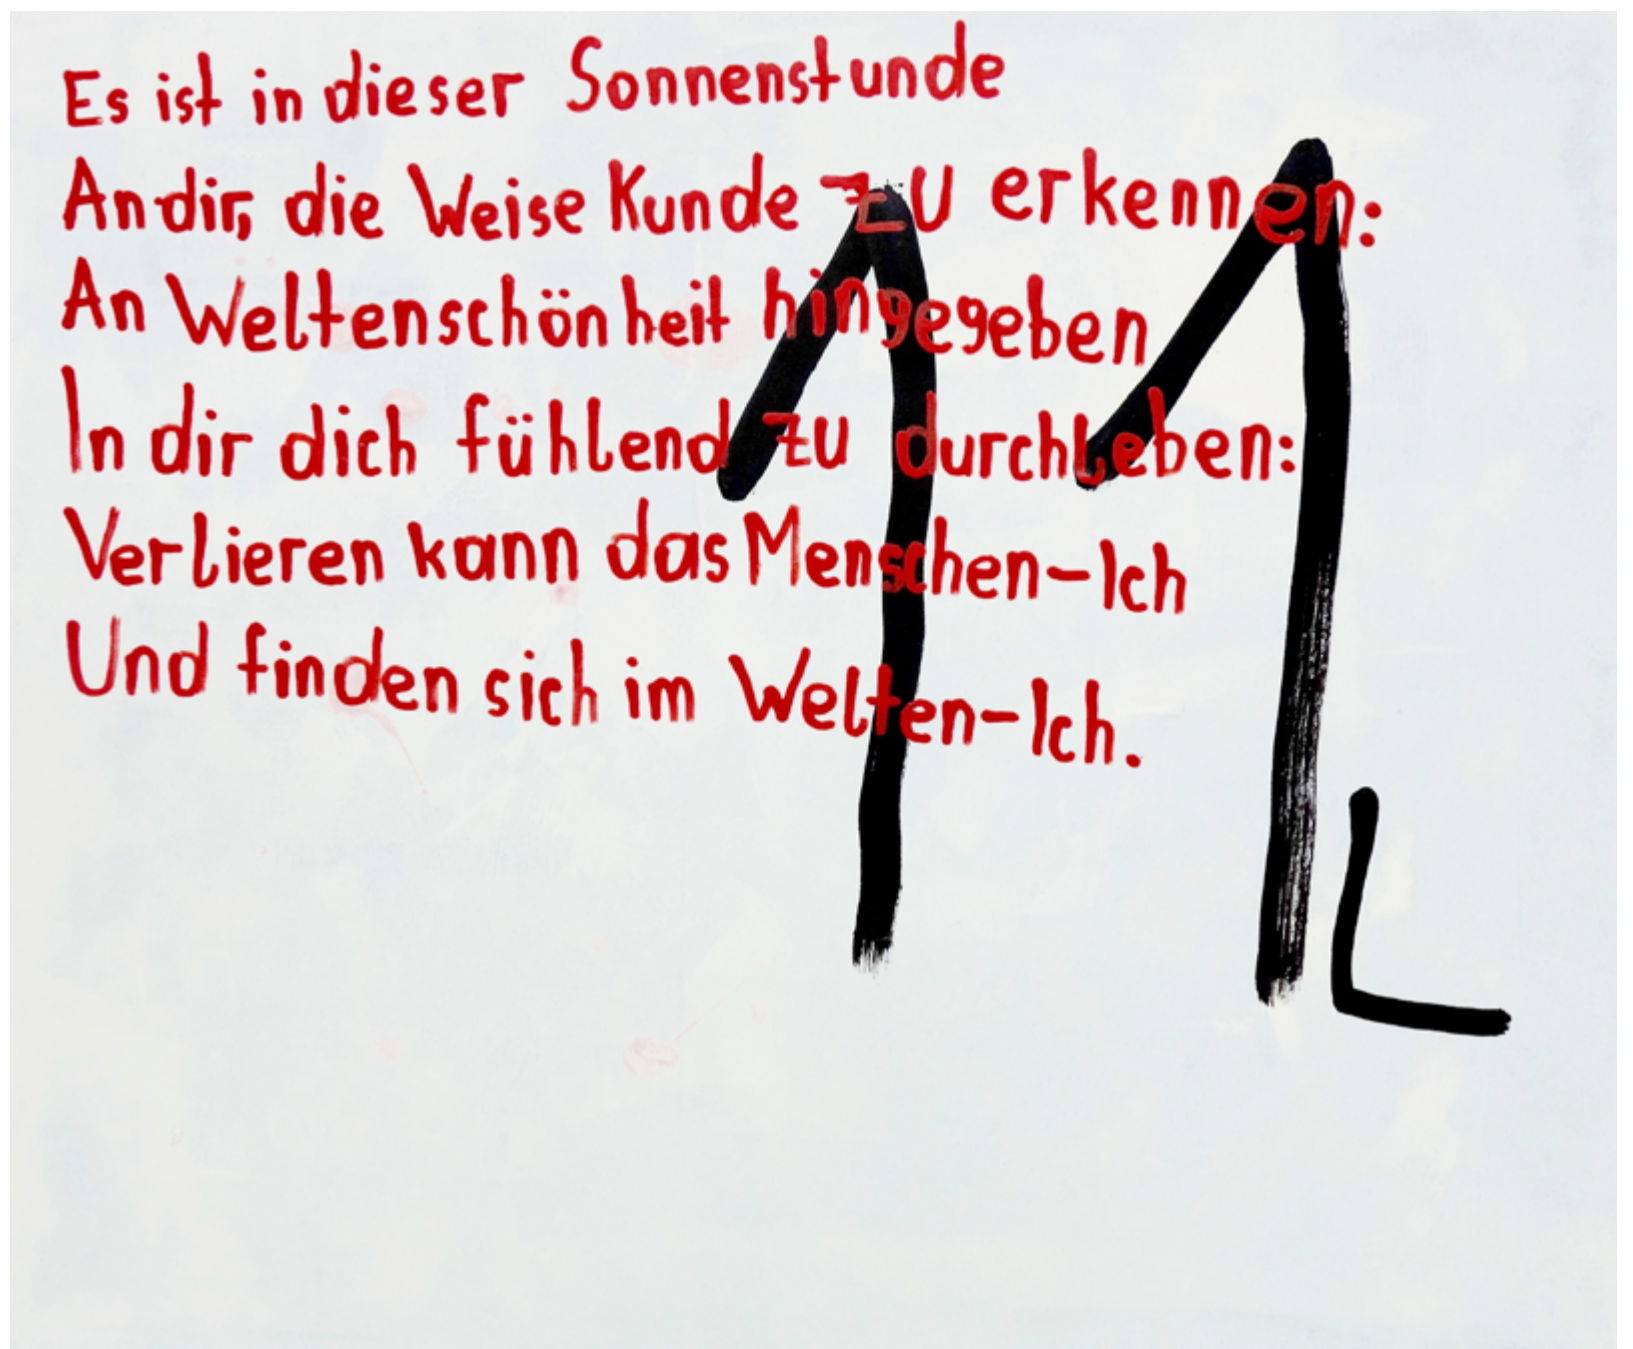 Es ist in dieser Sonnenstunde
An dir, die Weise Kunde zu erkennen:
An Weltenschönheit hingegeben
In dir dich fühlend zu durchleben:
Verlieren kann das Menschen-Ich
Und finden sich im Welten-Ich.
11 L